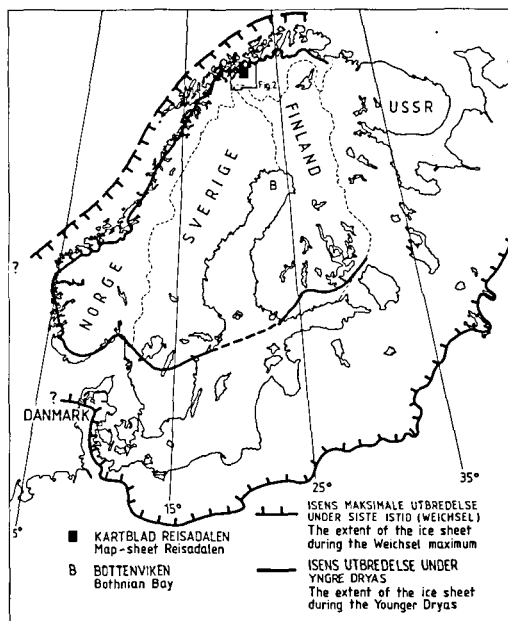 Fig.2
USSR
FINLAND
SVERIGE
B
NORGE
?
?
DANMARK
5°
15°
25°
35°
KARTBLAD REISADALEN
Map-sheet Reisadalen
B BOTTENVIKEN
Bothnian Bay
ISENS MAKSIMALE UTBREDELSE
UNDER SISTE ISTID (WEICHSEL)
The extent of the ice sheet
during the Weichsel maximum
ISENS UTBREDELSE UNDER
YNGRE DRYAS
The extent of the ice sheet
during the Younger Dryas